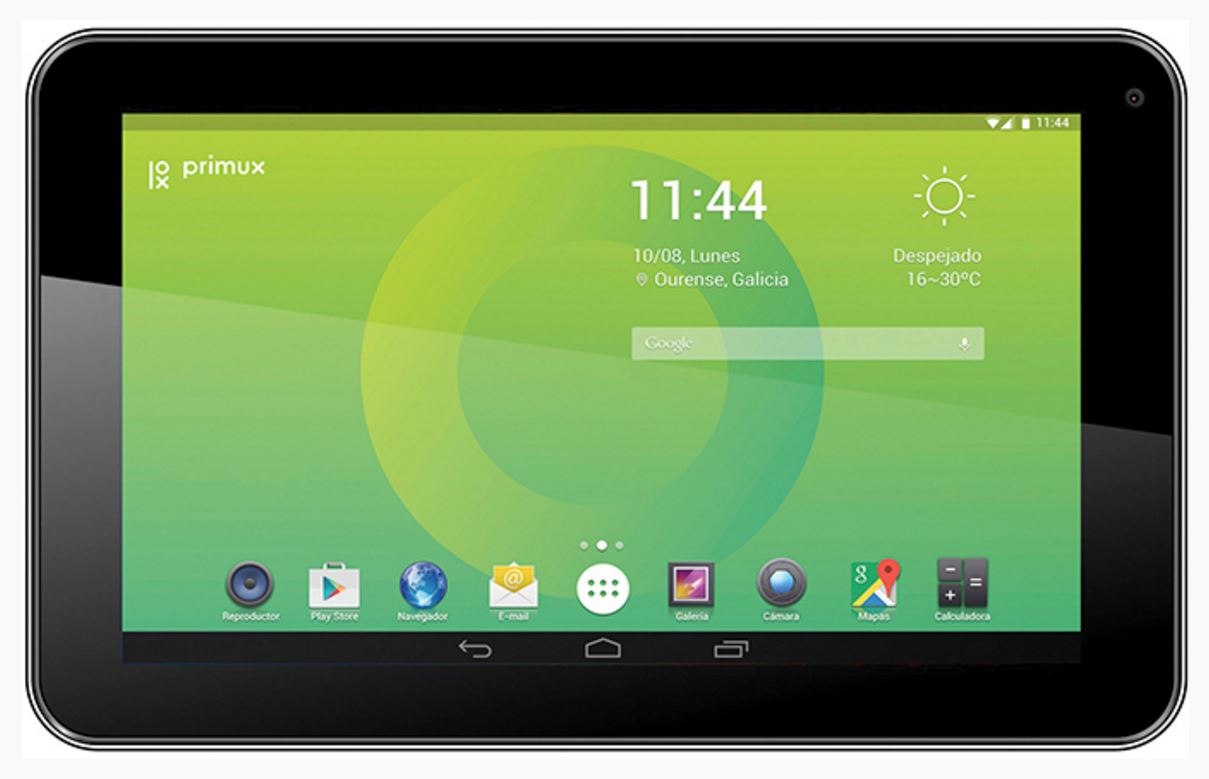 11:44
primux
11:44
10/08, Lunes
Ourense, Galicia
Despejado
16~30ºC
Google
Reproductor
Play Store
Navegador
E-mail
Galería
Cámara
Mapas
Calculadora